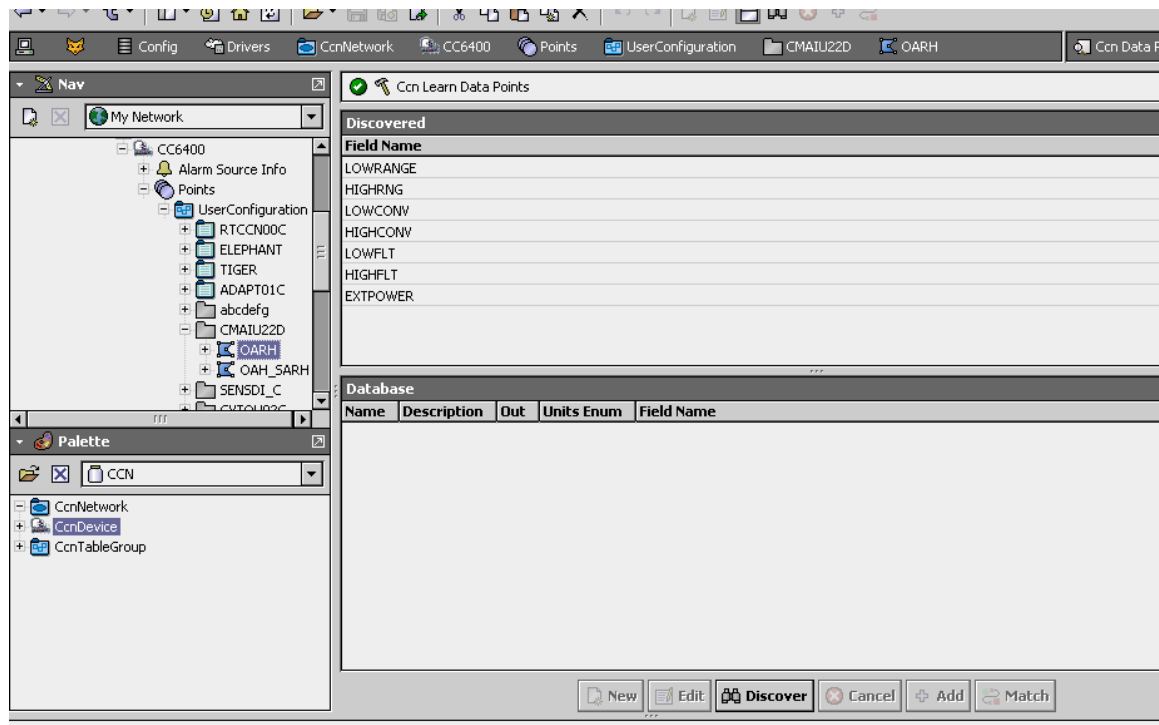 Config Drivers CcnNetwork CC6400 Points UserConfiguration CMAIU22D OARH Ccn Data
Nav
My Network
CC6400
Alarm Source Info
Points
UserConfiguration
RTCCN00C
ELEPHANT
TIGER
ADAPT01C
abcdefg
CMAIU22D
OARH
OAH_SARH
SENSDI_C
Palette
CCN
CcnNetwork
CcnDevice
CcnTableGroup
Ccn Learn Data Points
Discovered
Field Name
LOWRANGE
HIGHRNG
LOWCONV
HIGHCONV
LOWFLT
HIGHFLT
EXTPOWER
Database
Name Description Out Units Enum Field Name
New Edit Discover Cancel Add Match